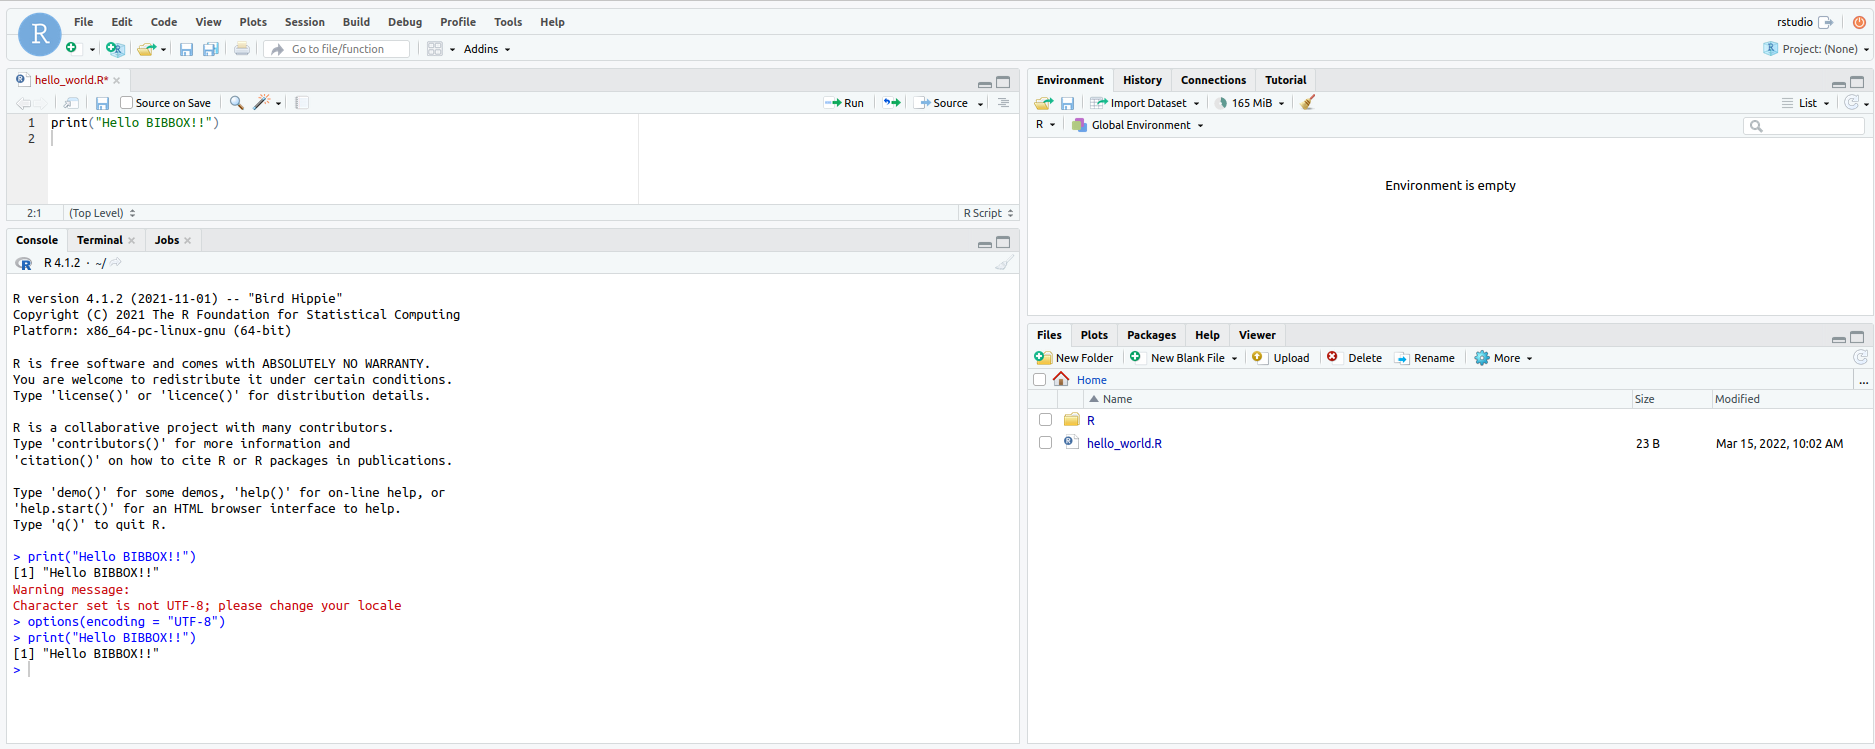 R
File Edit Code View Plots Session Build Debug Profile Tools Help
rstudio
Go to file/function
Addins
Project: (None)
hello_world.R*
Source on Save
Run
Source
1 print("Hello BIBBOX!!")
2
2:1 (Top Level) R Script
Console Terminal Jobs
R 4.1.2 · ~/
R version 4.1.2 (2021-11-01) -- "Bird Hippie"
Copyright (C) 2021 The R Foundation for Statistical Computing
Platform: x86_64-pc-linux-gnu (64-bit)
R is free software and comes with ABSOLUTELY NO WARRANTY.
You are welcome to redistribute it under certain conditions.
Type 'license()' or 'licence()' for distribution details.
R is a collaborative project with many contributors.
Type 'contributors()' for more information and
'citation()' on how to cite R or R packages in publications.
Type 'demo()' for some demos, 'help()' for on-line help, or
'help.start()' for an HTML browser interface to help.
Type 'q()' to quit R.
> print("Hello BIBBOX!!")
[1] "Hello BIBBOX!!"
Warning message:
Character set is not UTF-8; please change your locale
> options(encoding = "UTF-8")
> print("Hello BIBBOX!!")
[1] "Hello BIBBOX!!"
>
Environment History Connections Tutorial
Import Dataset 165 MiB List
R Global Environment
Environment is empty
Files Plots Packages Help Viewer
New Folder New Blank File Upload Delete Rename More
Home ...
Name Size Modified
R
hello_world.R 23 B Mar 15, 2022, 10:02 AM